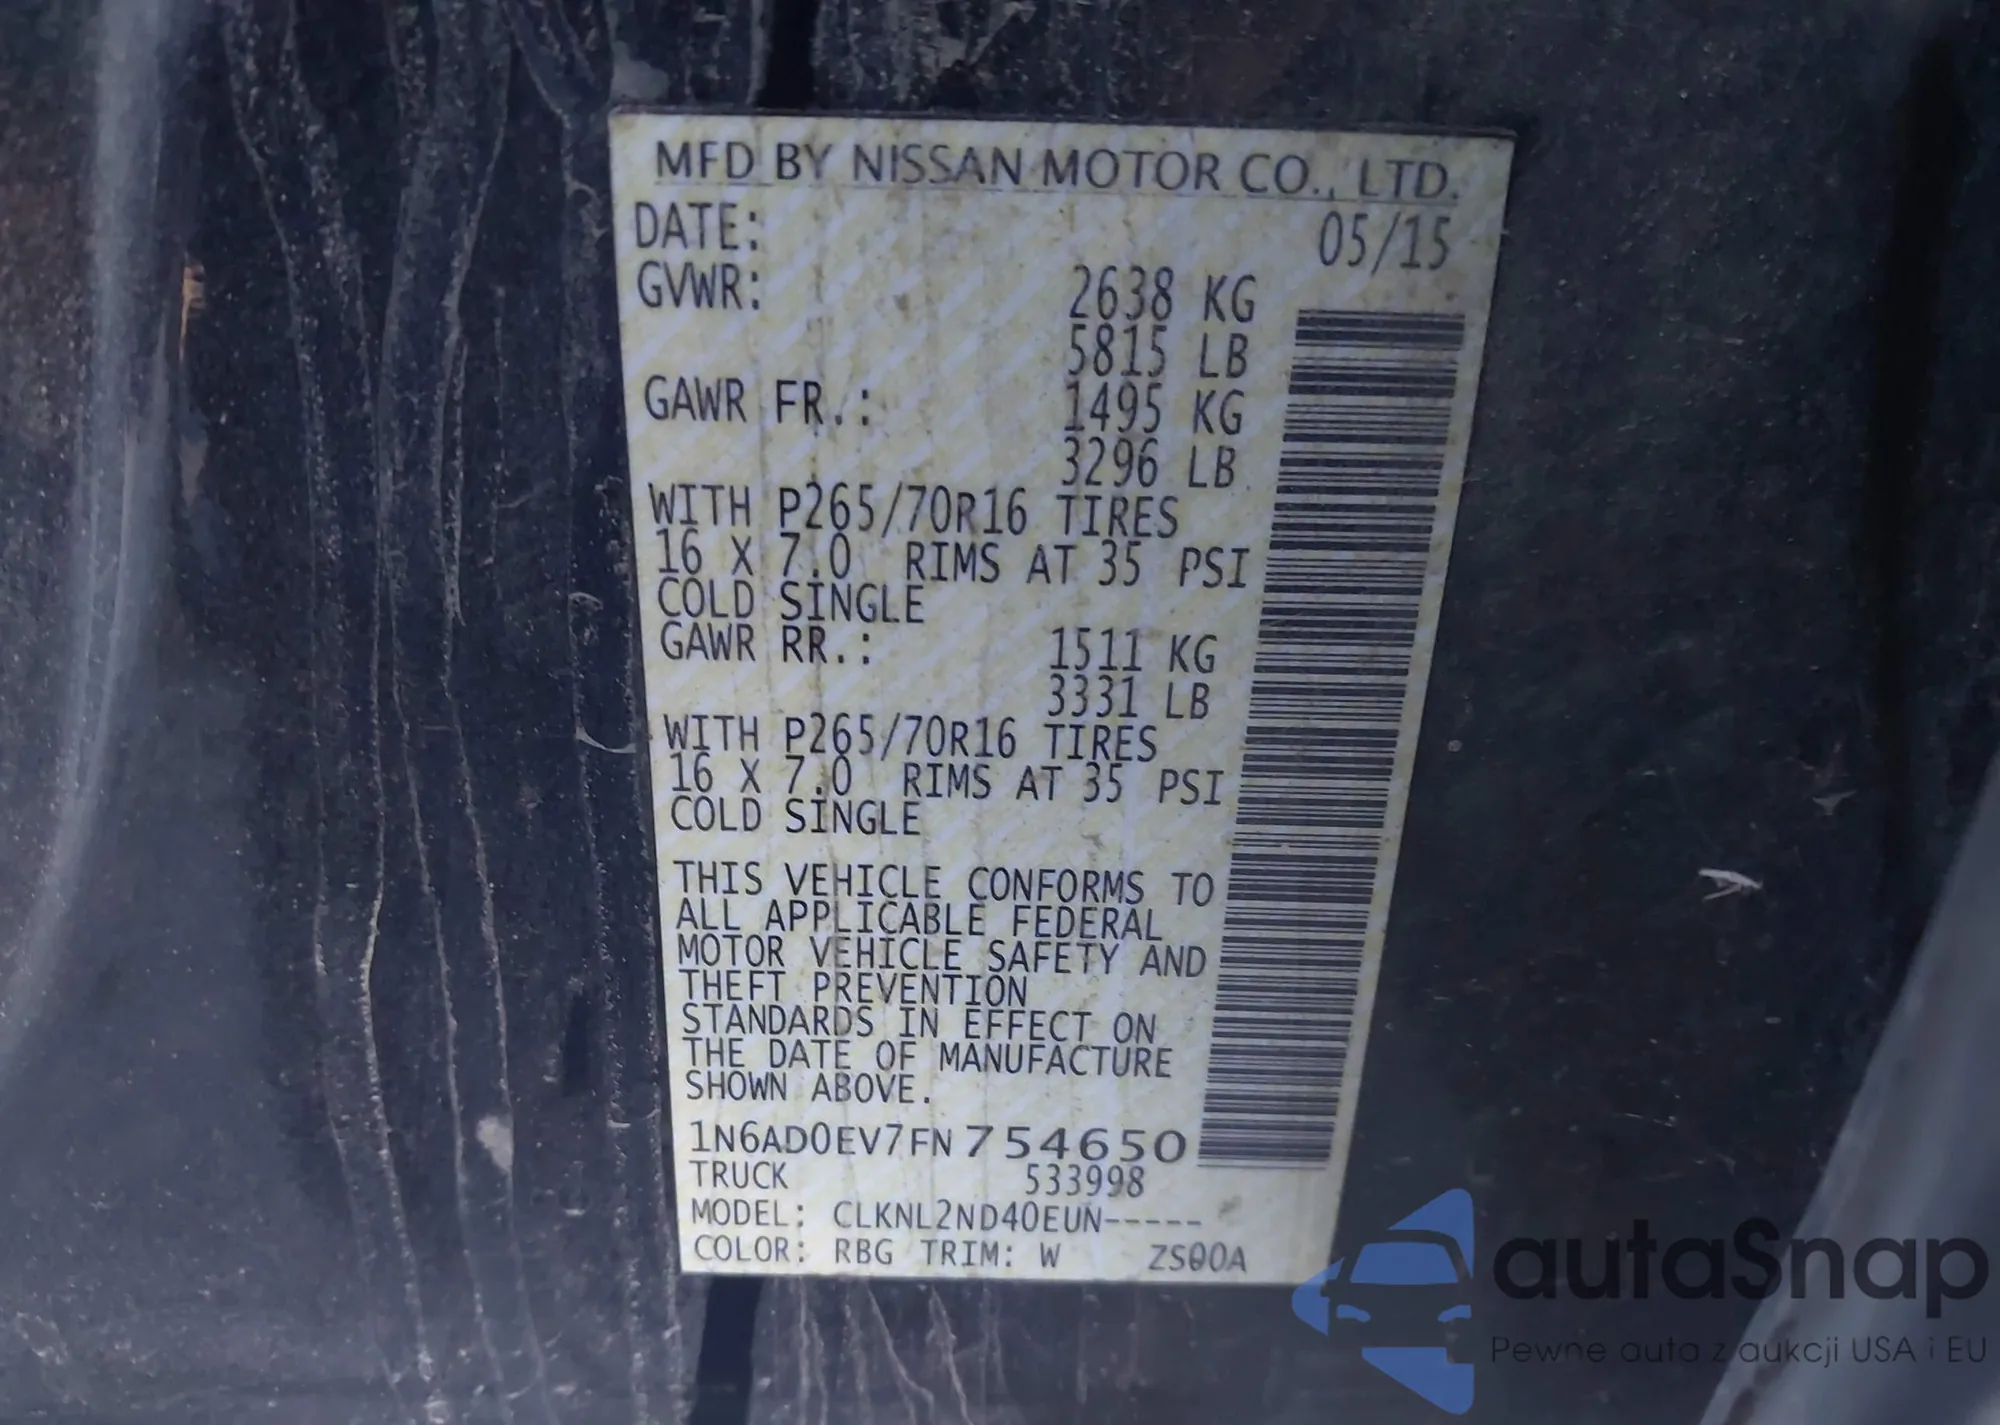 MFD BY NISSAN MOTOR CO., LTD.
DATE: 05/15
GVWR: 2638 KG
5815 LB
GAWR FR.: 1495 KG
3296 LB
WITH P265/70R16 TIRES
16 X 7.0 RIMS AT 35 PSI
COLD SINGLE
GAWR RR.: 1511 KG
3331 LB
WITH P265/70R16 TIRES
16 X 7.0 RIMS AT 35 PSI
COLD SINGLE
THIS VEHICLE CONFORMS TO
ALL APPLICABLE FEDERAL
MOTOR VEHICLE SAFETY AND
THEFT PREVENTION
STANDARDS IN EFFECT ON
THE DATE OF MANUFACTURE
SHOWN ABOVE.
1N6AD0EV7FN754650
TRUCK 533998
MODEL: CLKNL2ND40EUN-----
COLOR: RBG TRIM: W ZS00A
autoSnap
Pewne auta z aukcji USA i EU